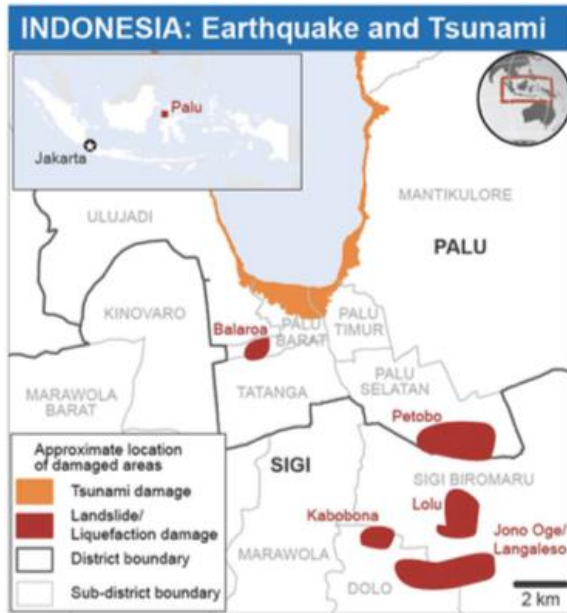 INDONESIA: Earthquake and Tsunami
Palu
Jakarta
MANTIKULORE
ULUJADI
PALU
KINOVARO
Balaroa
PALU
BARAT
PALU
TIMUR
MARAWOLA
BARAT
TATANGA
PALU
SELATAN
Petobo
Approximate location
of damaged areas
Tsunami damage
Landslide/
Liquefaction damage
District boundary
Sub-district boundary
SIGI
SIGI BIROMARU
Lolu
Kabobona
Jono Oge/
Langaleso
MARAWOLA
DOLO
2 km